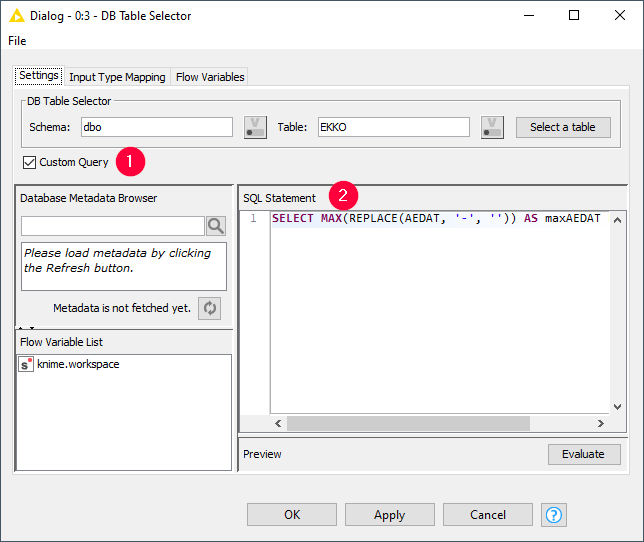 Dialog - 0:3 - DB Table Selector
File
Settings Input Type Mapping Flow Variables
DB Table Selector
Schema: dbo V Table: EKKO V Select a table
Custom Query 1
Database Metadata Browser
Please load metadata by clicking
the Refresh button.
Metadata is not fetched yet.
Flow Variable List
s knime.workspace
SQL Statement 2
1 SELECT MAX(REPLACE(AEDAT, '-', '')) AS maxAEDAT
Preview Evaluate
OK Apply Cancel ?